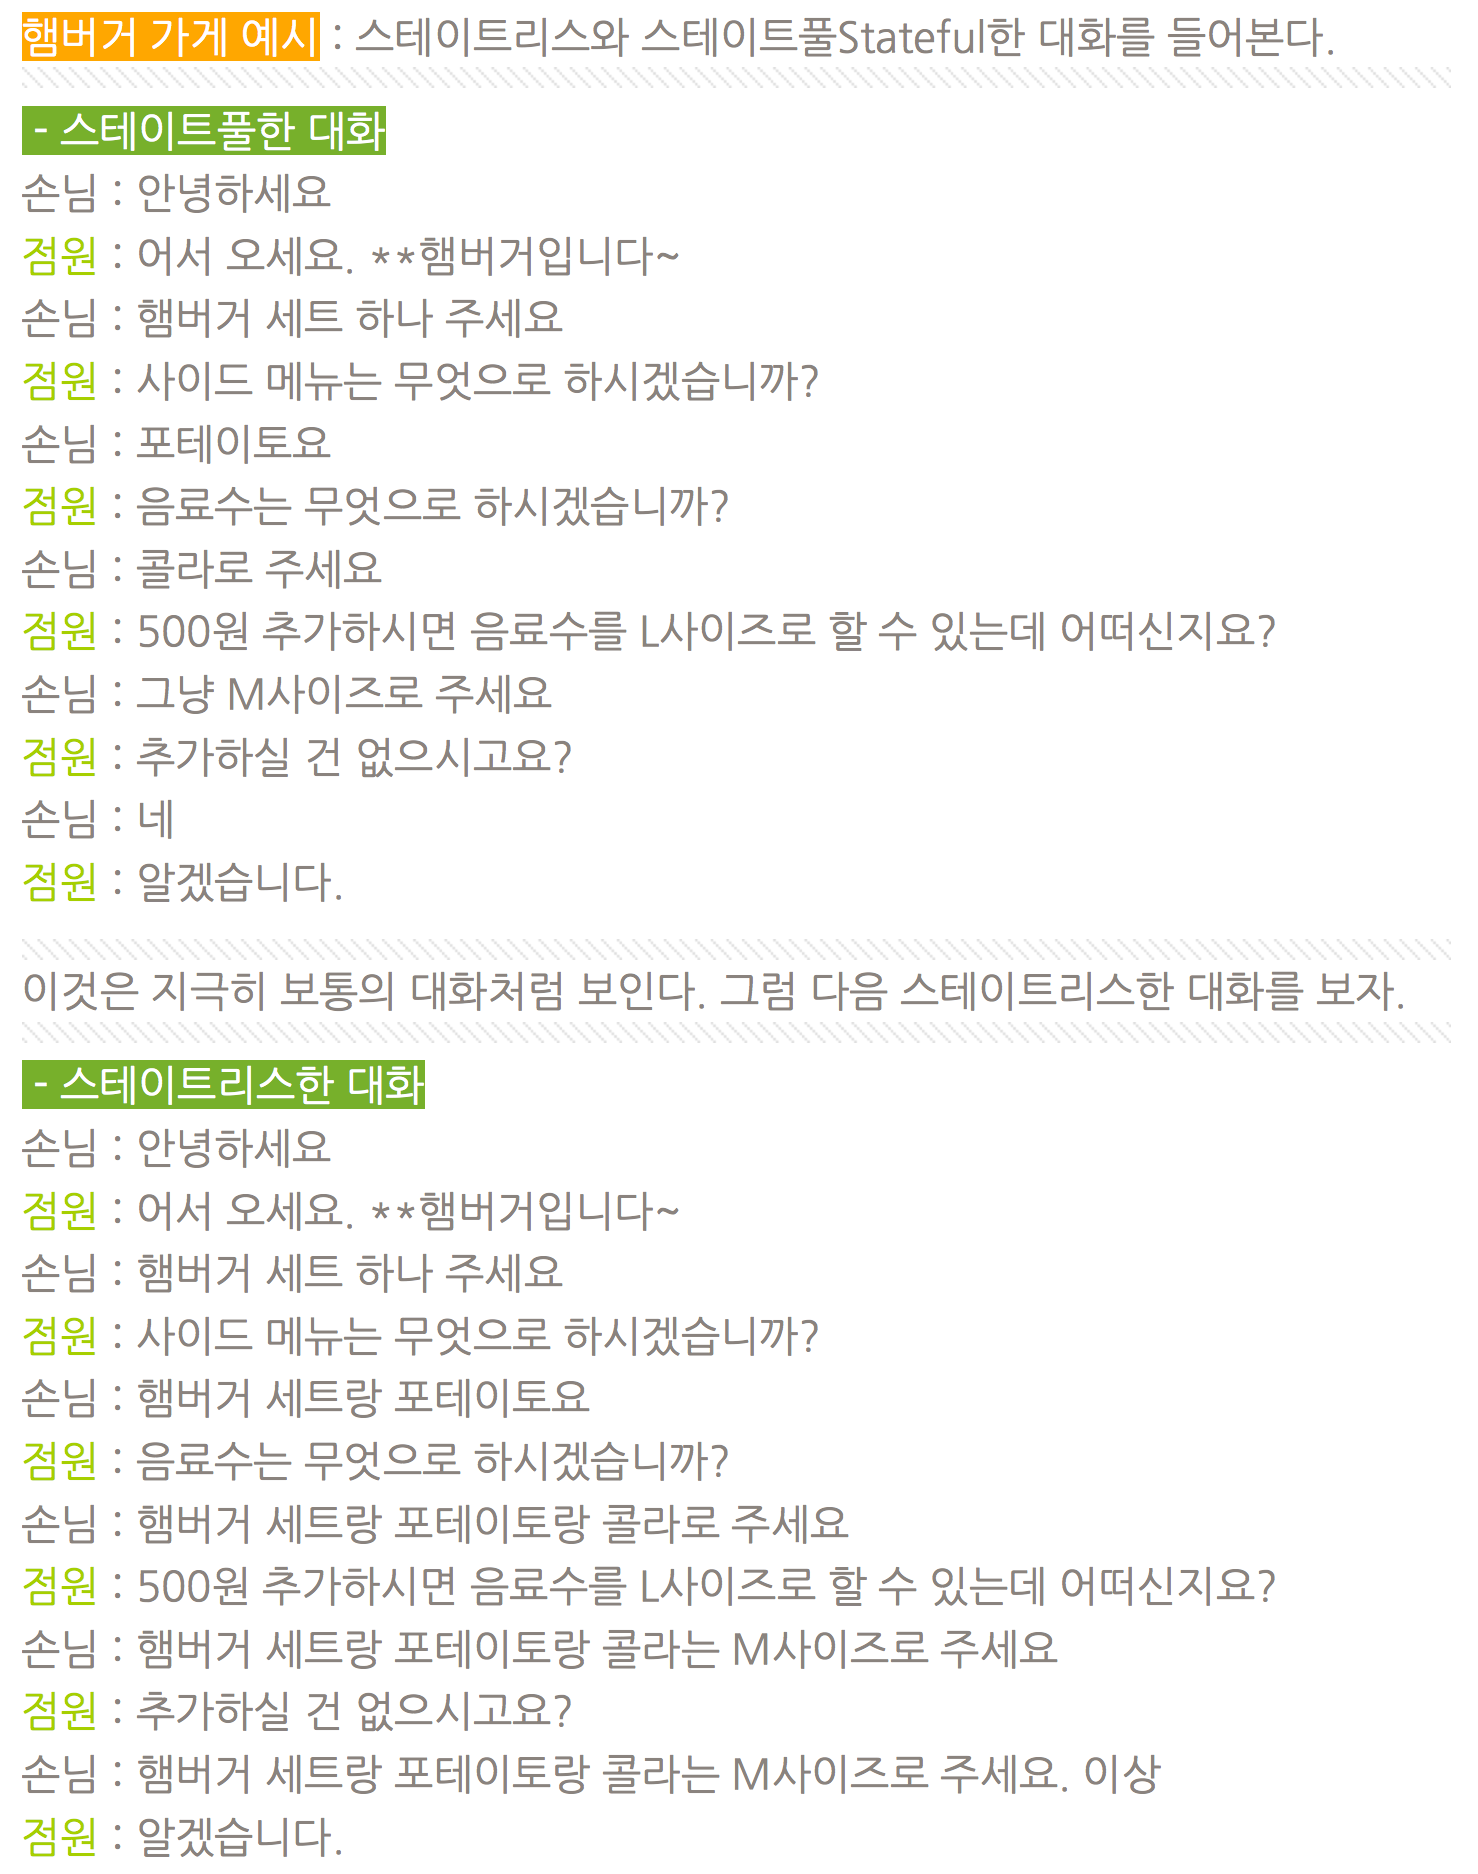 햄버거 가게 예시 : 스테이트리스와 스테이트풀Stateful한 대화를 들어본다.
- 스테이트풀한 대화
손님 : 안녕하세요
점원 : 어서 오세요. **햄버거입니다~
손님 : 햄버거 세트 하나 주세요
점원 : 사이드 메뉴는 무엇으로 하시겠습니까?
손님 : 포테이토요
점원 : 음료수는 무엇으로 하시겠습니까?
손님 : 콜라로 주세요
점원 : 500원 추가하시면 음료수를 L사이즈로 할 수 있는데 어떠신지요?
손님 : 그냥 M사이즈로 주세요
점원 : 추가하실 건 없으시고요?
손님 : 네
점원 : 알겠습니다.
이것은 지극히 보통의 대화처럼 보인다. 그럼 다음 스테이트리스한 대화를 보자.
- 스테이트리스한 대화
손님 : 안녕하세요
점원 : 어서 오세요. **햄버거입니다~
손님 : 햄버거 세트 하나 주세요
점원 : 사이드 메뉴는 무엇으로 하시겠습니까?
손님 : 햄버거 세트랑 포테이토요
점원 : 음료수는 무엇으로 하시겠습니까?
손님 : 햄버거 세트랑 포테이토랑 콜라로 주세요
점원 : 500원 추가하시면 음료수를 L사이즈로 할 수 있는데 어떠신지요?
손님 : 햄버거 세트랑 포테이토랑 콜라는 M사이즈로 주세요
점원 : 추가하실 건 없으시고요?
손님 : 햄버거 세트랑 포테이토랑 콜라는 M사이즈로 주세요. 이상
점원 : 알겠습니다.